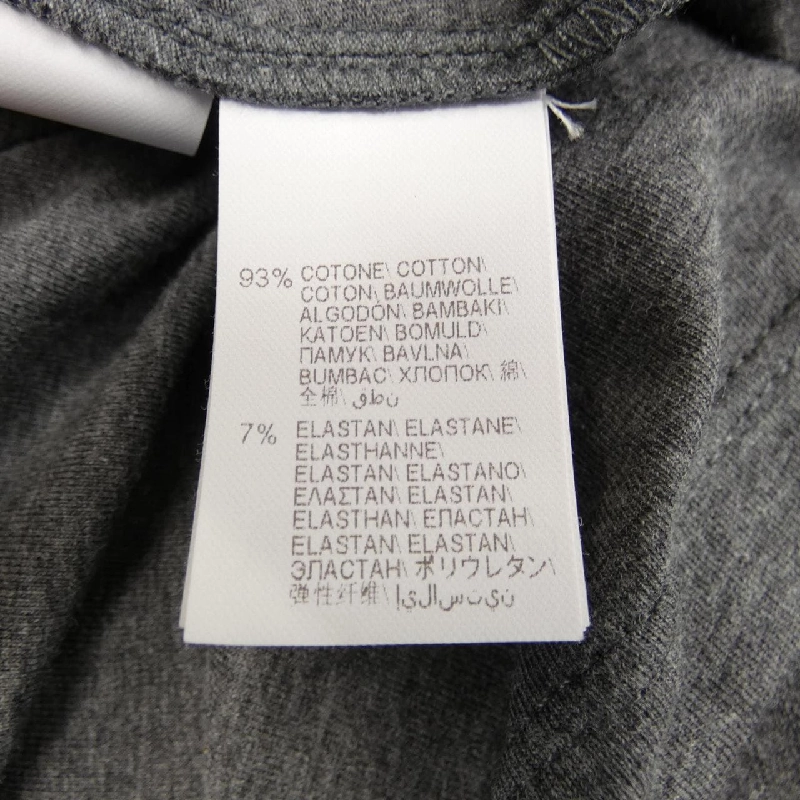 93% COTONE\ COTTON\
COTON\ BAUMWOLLE\
ALGODÓN\ BAMBAKI\
KATOEN\ BOMULD\
ПАМУК\ BAVLNA\
BUMBAC\ ХЛОПОК\ 綿\
全棉\ قطن
7% ELASTAN\ ELASTANE\
ELASTHANNE\
ELASTAN\ ELASTANO\
ΕΛΑΣΤΑΝ\ ELASTAN\
ELASTHAN\ ЕПАСТАН\
ELASTAN\ ELASTAN\
ЭЛАСТАН\ ポリウレタン\
弹性纤维\ إيلاستين